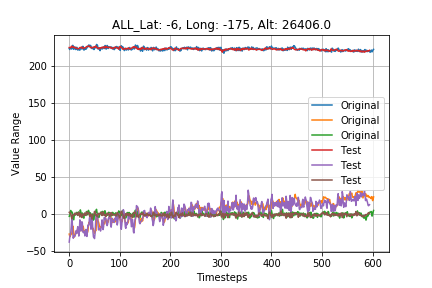 ALL_Lat: -6, Long: -175, Alt: 26406.0
Value Range
200
150
100
50
0
−50
Original
Original
Original
Test
Test
Test
0 100 200 300 400 500 600
Timesteps